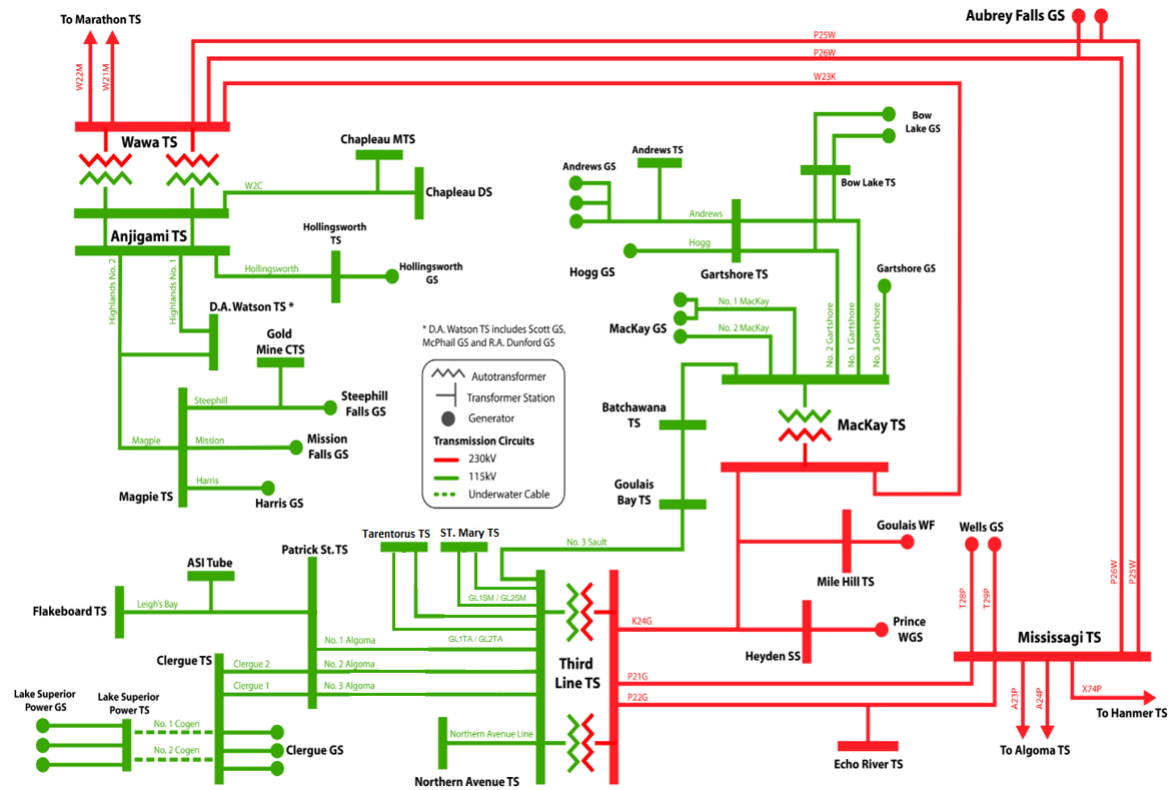 To Marathon TS
Aubrey Falls GS
P25W
P26W
W23K
W22M
W21M
Wawa TS
Chapleau MTS
W2C
Chapleau DS
Anjigami TS
Hollingsworth
TS
Hollingsworth
Hollingsworth
GS
Highlands No. 2
Highlands No. 1
D.A. Watson TS *
Gold
Mine CTS
Steephill
Steephill
Falls GS
Magpie
Mission
Mission
Falls GS
Harris
Harris GS
Magpie TS
* D.A. Watson TS includes Scott GS,
McPhail GS and R.A. Dunford GS
Autotransformer
Transformer Station
Generator
Transmission Circuits
230kV
115kV
Underwater Cable
Andrews GS
Andrews TS
Bow
Lake GS
Bow Lake TS
Andrews
Hogg
Hogg GS
Gartshore TS
Gartshore GS
MacKay GS
No. 1 MacKay
No. 2 MacKay
No. 2 Gartshore
No. 1 Gartshore
No. 3 Gartshore
Batchawana
TS
MacKay TS
Goulais
Bay TS
Goulais WF
Mile Hill TS
Wells GS
T28P
T29P
P26W
P25W
Tarentorus TS
ST. Mary TS
No. 3 Sault
Patrick St. TS
ASI Tube
Flakeboard TS
Leigh's Bay
GL1SM / GL2SM
GL1TA / GL2TA
K24G
Prince
WGS
Heyden SS
Mississagi TS
No. 1 Algoma
No. 2 Algoma
No. 3 Algoma
Third
Line TS
P21G
P22G
A23P
A24P
X74P
To Hanmer TS
To Algoma TS
Echo River TS
Clergue TS
Clergue 2
Clergue 1
Lake Superior
Power GS
Lake Superior
Power TS
No. 1 Cogen
No. 2 Cogen
Clergue GS
Northern Avenue Line
Northern Avenue TS